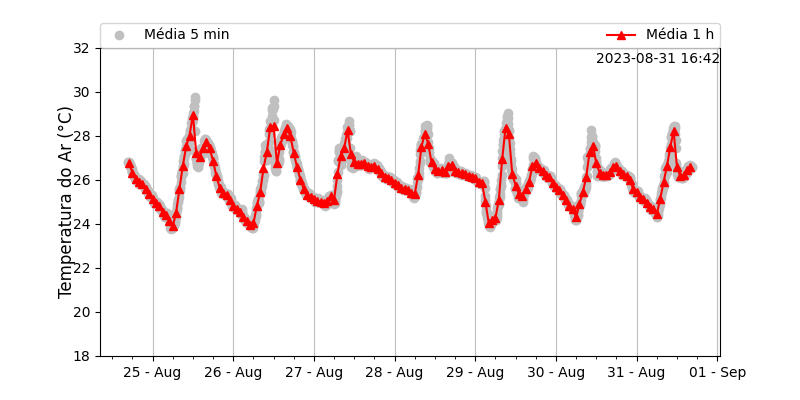 Média 5 min
Média 1 h
2023-08-31 16:42
Temperatura do Ar (°C)
32
30
28
26
24
22
20
18
25 - Aug
26 - Aug
27 - Aug
28 - Aug
29 - Aug
30 - Aug
31 - Aug
01 - Sep